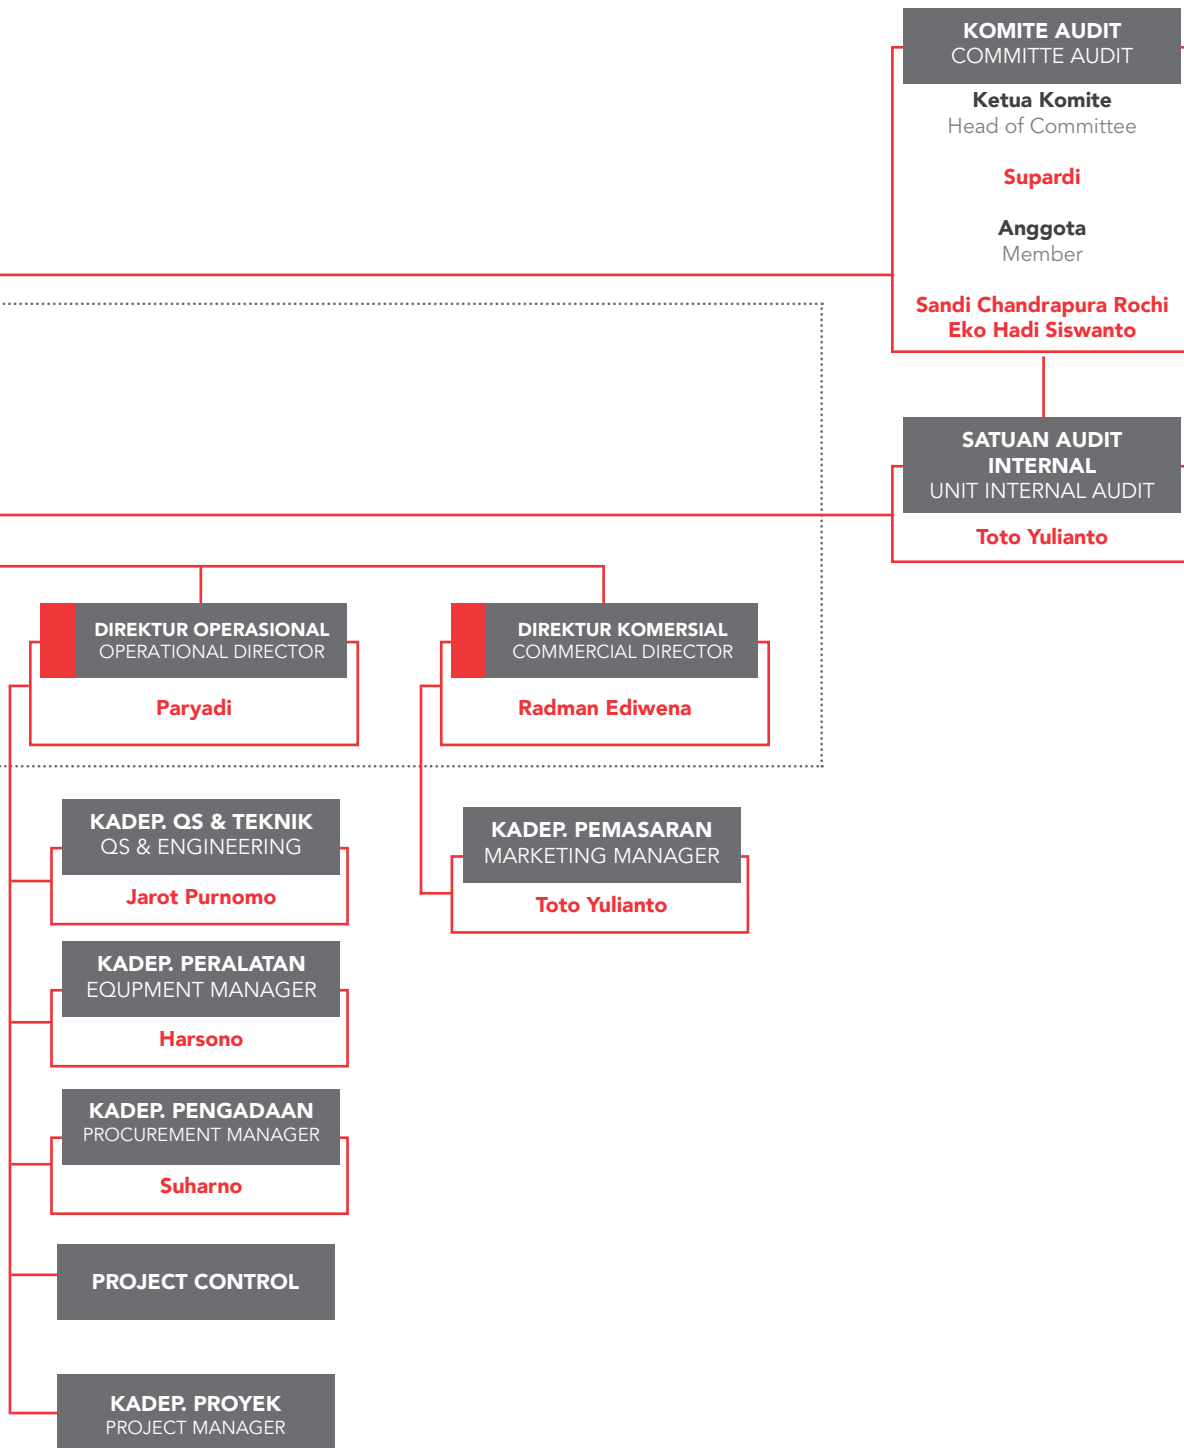 KOMITE AUDIT
COMMITTE AUDIT
Ketua Komite
Head of Committee
Supardi
Anggota
Member
Sandi Chandrapura Rochi
Eko Hadi Siswanto
SATUAN AUDIT
INTERNAL
UNIT INTERNAL AUDIT
Toto Yulianto
DIREKTUR OPERASIONAL
OPERATIONAL DIRECTOR
Paryadi
DIREKTUR KOMERSIAL
COMMERCIAL DIRECTOR
Radman Ediwena
KADEP. QS & TEKNIK
QS & ENGINEERING
Jarot Purnomo
KADEP. PEMASARAN
MARKETING MANAGER
Toto Yulianto
KADEP. PERALATAN
EQUPMENT MANAGER
Harsono
KADEP. PENGADAAN
PROCUREMENT MANAGER
Suharno
PROJECT CONTROL
KADEP. PROYEK
PROJECT MANAGER